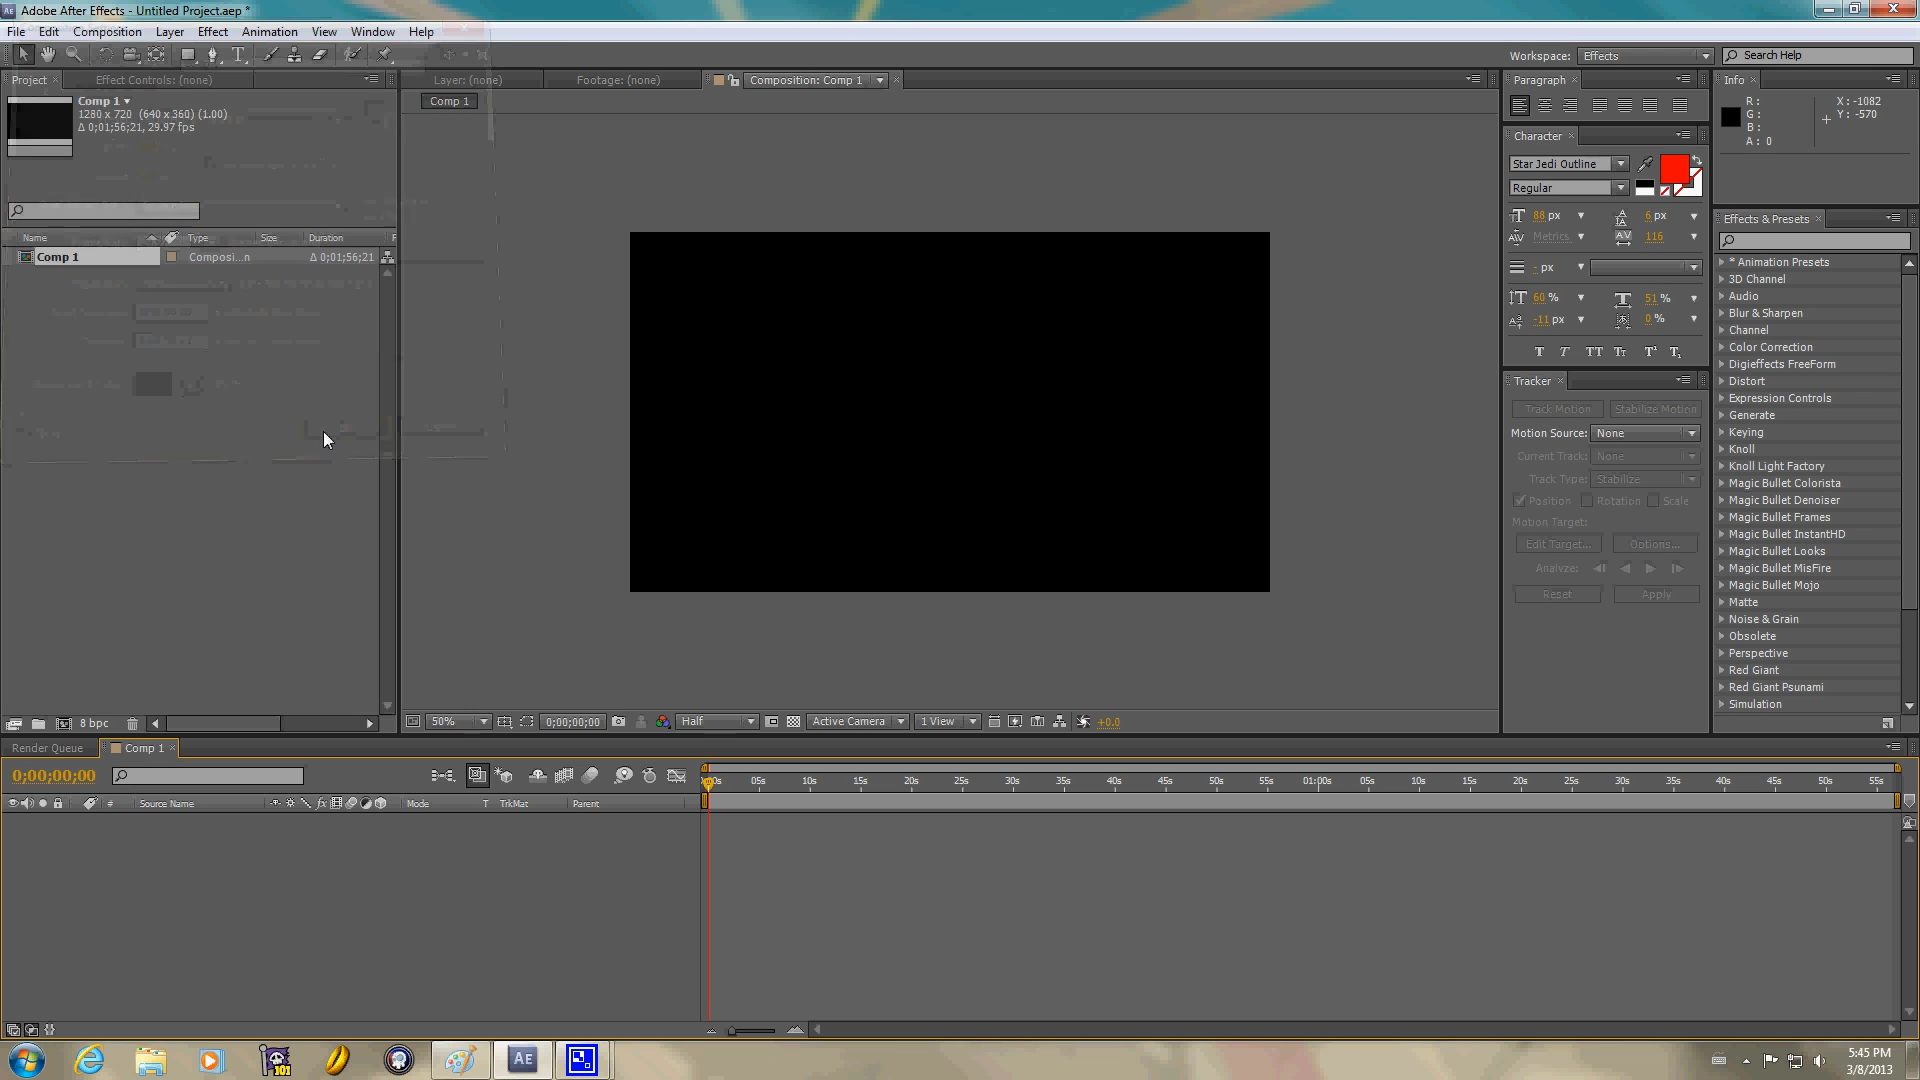 Adobe After Effects - Untitled Project.aep *
File Edit Composition Layer Effect Animation View Window Help
Workspace: Effects
Search Help
Project
Effect Controls: (none)
Layer: (none)
Footage: (none)
Composition: Comp 1
Paragraph
Info
Comp 1
1280 x 720 (640 x 360) (1.00)
Δ 0;01;56;21, 29.97 fps
Comp 1
R :
G :
B :
A : 0
X : -1082
Y : -570
Character
Star Jedi Outline
Regular
88 px
6 px
Metrics
116
- px
60 %
51 %
-11 px
0 %
T T TT Tt T¹ T₁
Effects & Presets
* Animation Presets
3D Channel
Audio
Blur & Sharpen
Channel
Color Correction
Digieffects FreeForm
Distort
Expression Controls
Generate
Keying
Knoll
Knoll Light Factory
Magic Bullet Colorista
Magic Bullet Denoiser
Magic Bullet Frames
Magic Bullet InstantHD
Magic Bullet Looks
Magic Bullet MisFire
Magic Bullet Mojo
Matte
Noise & Grain
Obsolete
Perspective
Red Giant
Red Giant Psunami
Simulation
Name Type Size Duration F
Comp 1 Composi...n Δ 0;01;56;21
Tracker
Track Motion Stabilize Motion
Motion Source: None
Current Track: None
Track Type: Stabilize
Position Rotation Scale
Motion Target:
Edit Target... Options...
Analyze:
Reset Apply
8 bpc
50% 0;00;00;00 Half Active Camera 1 View +0.0
Render Queue
Comp 1
0;00;00;00
00s 05s 10s 15s 20s 25s 30s 35s 40s 45s 50s 55s 01:00s 05s 10s 15s 20s 25s 30s 35s 40s 45s 50s 55s
# Source Name fx Mode T TrkMat Parent
101
AE
5:45 PM
3/8/2013